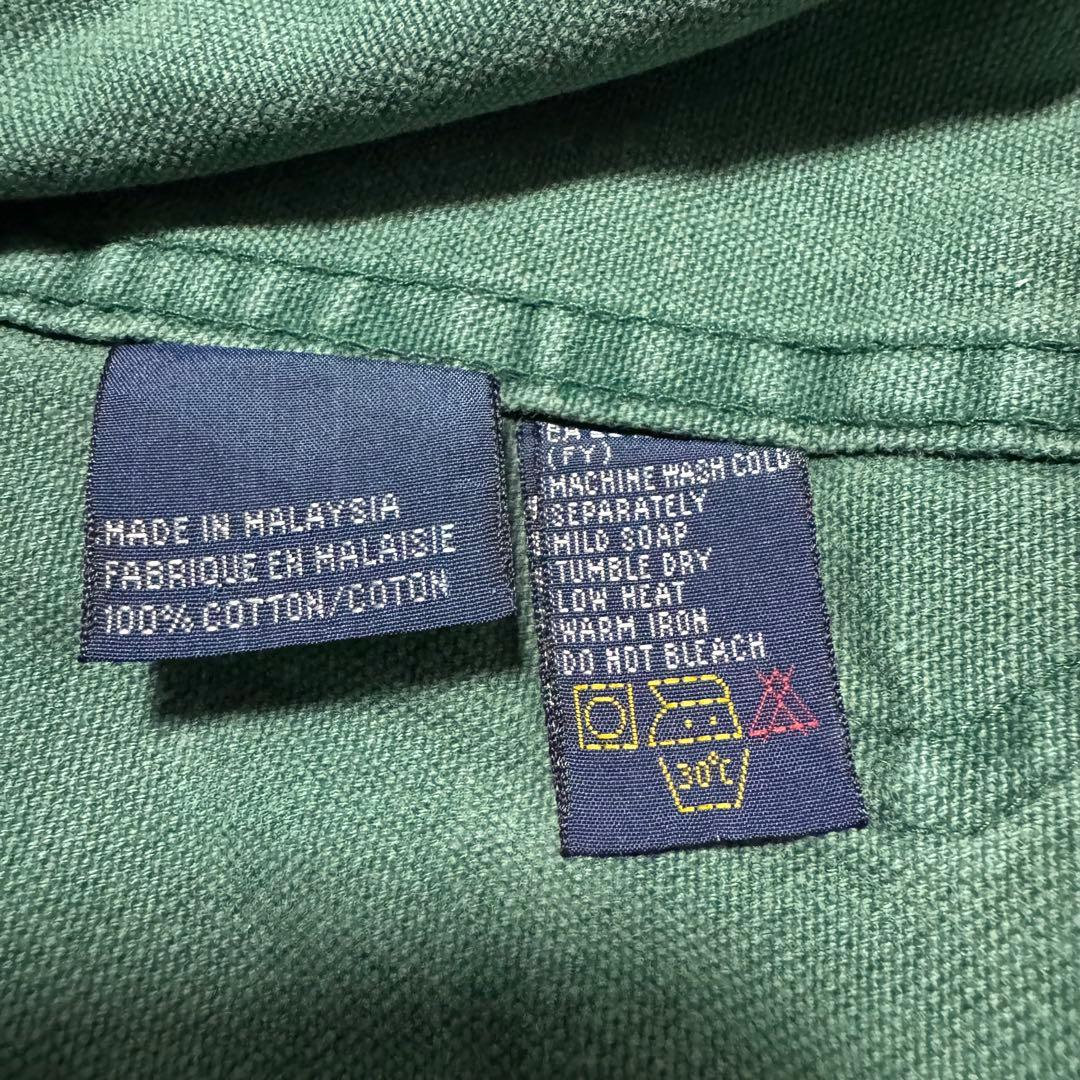 MADE IN MALAYSIA
FABRIQUE EN MALAISIE
100% COTTON/COTON
(FY)
MACHINE WASH COLD
SEPARATELY
MILD SOAP
TUMBLE DRY
LOW HEAT
WARM IRON
DO NOT BLEACH
30°C